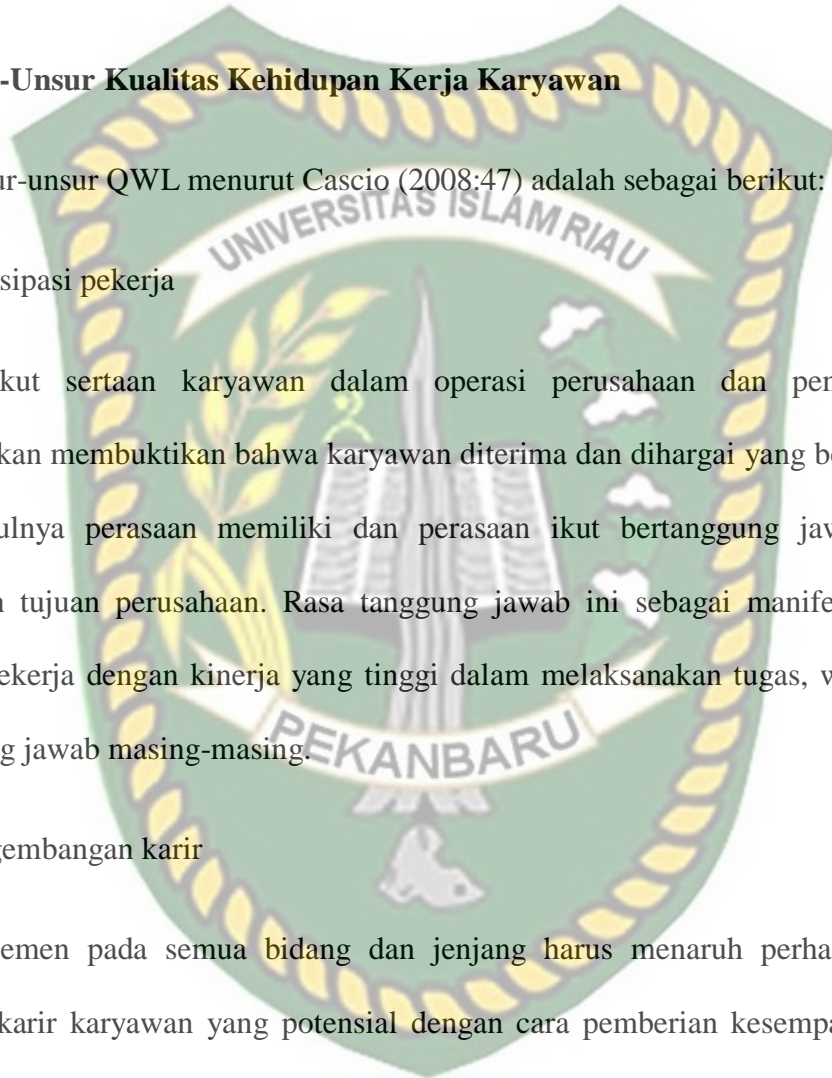 -Unsur Kualitas Kehidupan Kerja Karyawan
ur-unsur QWL menurut Cascio (2008:47) adalah sebagai berikut:
UNIVERSITAS ISLAM RIAU
sipasi pekerja
kut sertaan karyawan dalam operasi perusahaan dan pen
kan membuktikan bahwa karyawan diterima dan dihargai yang be
ulnya perasaan memiliki dan perasaan ikut bertanggung jaw
n tujuan perusahaan. Rasa tanggung jawab ini sebagai manife
ekerja dengan kinerja yang tinggi dalam melaksanakan tugas, w
g jawab masing-masing.
PEKANBARU
gembangan karir
emen pada semua bidang dan jenjang harus menaruh perha
karir karyawan yang potensial dengan cara pemberian kesempa